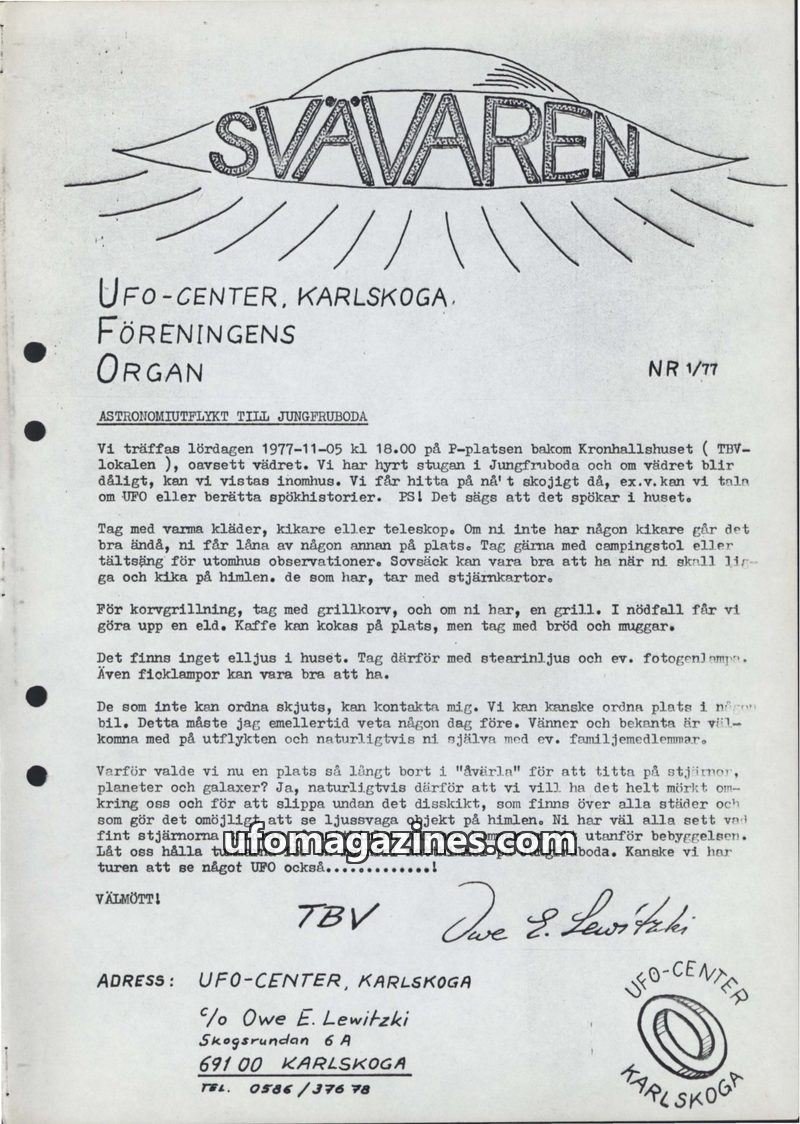 SVÄVAREN
UFO-CENTER, KARLSKOGA.
FÖRENINGENS
ORGAN
NR 1/77
ASTRONOMIUTFLYKT TILL JUNGFRUBODA
Vi träffas lördagen 1977-11-05 kl 18.00 på P-platsen bakom Kronhallshuset ( TBV-
lokalen ), oavsett vädret. Vi har hyrt stugan i Jungfruboda och om vädret blir
dåligt, kan vi vistas inomhus. Vi får hitta på nå't skojigt då, ex.v.kan vi tala
om UFO eller berätta spökhistorier. PS! Det sägs att det spökar i huset.
Tag med varma kläder, kikare eller teleskop. Om ni inte har någon kikare går det
bra ändå, ni får låna av någon annan på plats. Tag gärna med campingstol eller
tältsäng för utomhus observationer. Sovsäck kan vara bra att ha när ni skall lig-
ga och kika på himlen. de som har, tar med stjärnkartor.
För korvgrillning, tag med grillkorv, och om ni har, en grill. I nödfall får vi
göra upp en eld. Kaffe kan kokas på plats, men tag med bröd och muggar.
Det finns inget elljus i huset. Tag därför med stearinljus och ev. fotogenlampa.
Även ficklampor kan vara bra att ha.
De som inte kan ordna skjuts, kan kontakta mig. Vi kan kanske ordna plats i någon
bil. Detta måste jag emellertid veta någon dag före. Vänner och bekanta är väl-
komna med på utflykten och naturligtvis ni själva med ev. familjemedlemmar.
Varför valde vi nu en plats så långt bort i "åvärla" för att titta på stjärnor,
planeter och galaxer? Ja, naturligtvis därför att vi vill ha det helt mörkt om-
kring oss och för att slippa undan det disskikt, som finns över alla städer och
som gör det omöjligt att se ljussvaga objekt på himlen. Ni har väl alla sett vad
fint stjärnorna utanför bebyggelsen.
ufomagazines.com
Låt oss hålla Kanske vi har
turen att se något UFO också.............!
VÄLMÖTT!
TBV
Owe E. Lewitzki
ADRESS: UFO-CENTER, KARLSKOGA
c/o Owe E. Lewitzki
Skogsrundan 6 A
691 00 KARLSKOGA
TEL. 0586/376 78
UFO-CENTER
KARLSKOGA